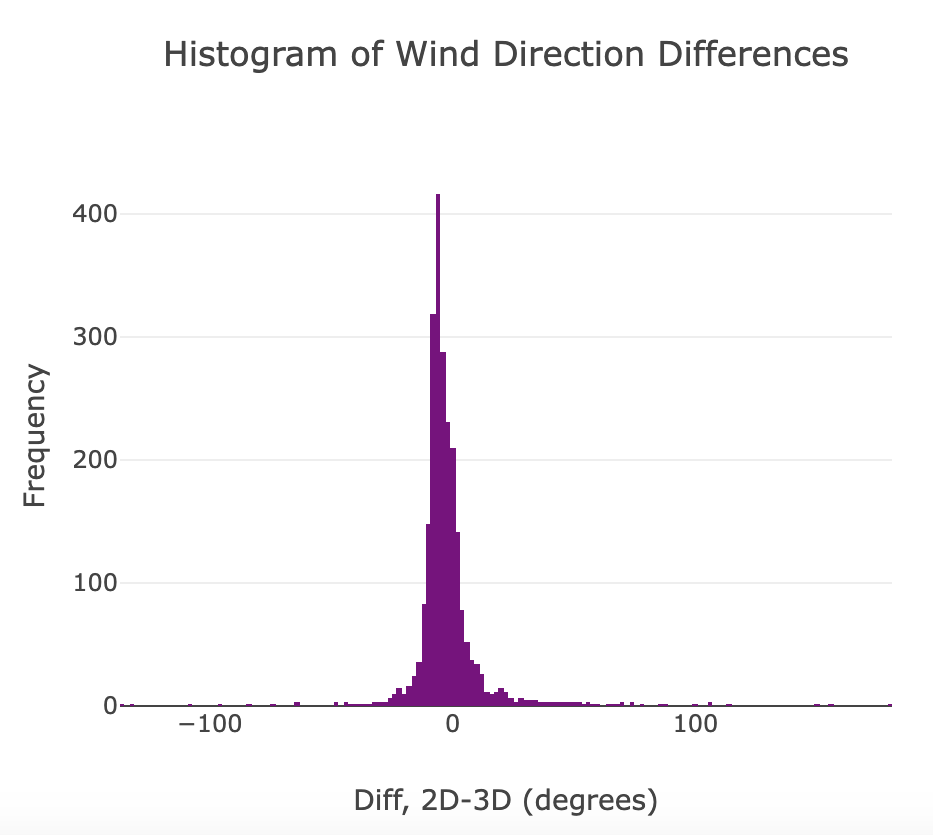 Histogram of Wind Direction Differences
400
300
200
100
0
Frequency
−100 0 100
Diff, 2D-3D (degrees)